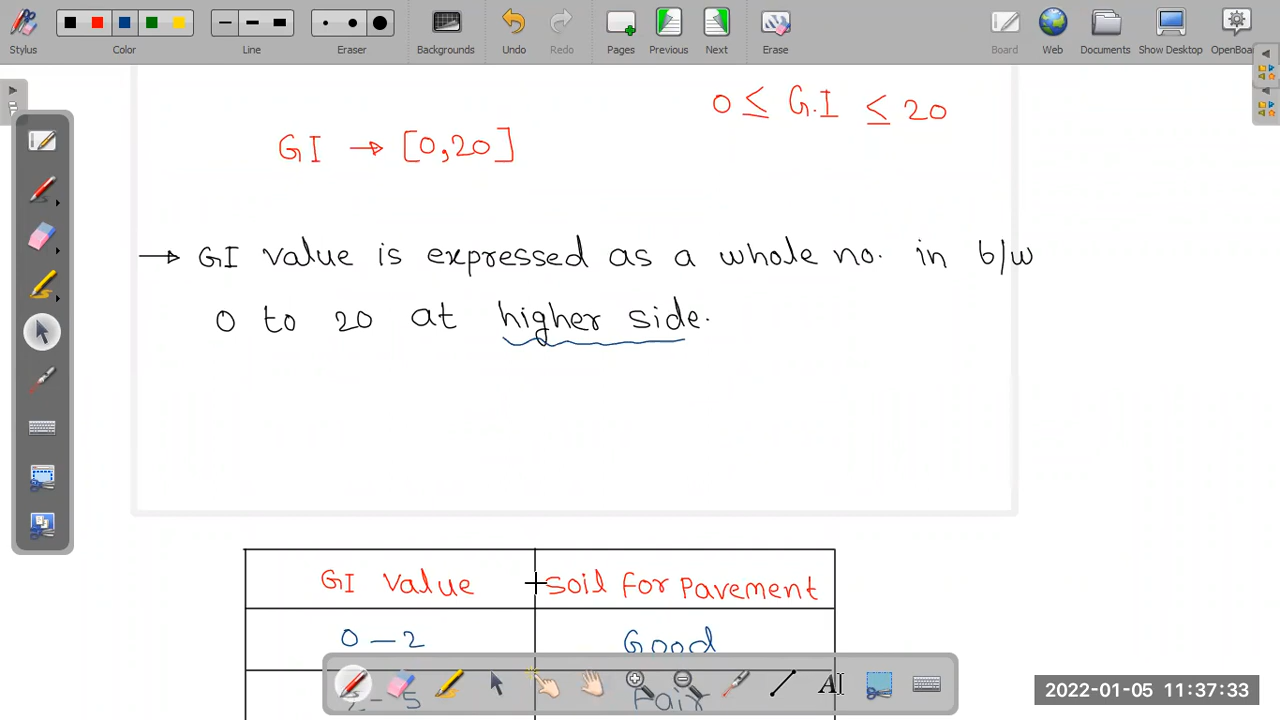 Stylus
Color
Line
Eraser
Backgrounds
Undo
Redo
Pages
Previous
Next
Erase
Board
Web
Documents
Show Desktop
OpenBoard
0 ≤ G.I ≤ 20
GI → [0,20]
→ GI value is expressed as a whole no. in b/w
0 to 20 at higher side.
GI Value Soil For Pavement
0 – 2 Good
– 5 Fair
2022-01-05 11:37:33